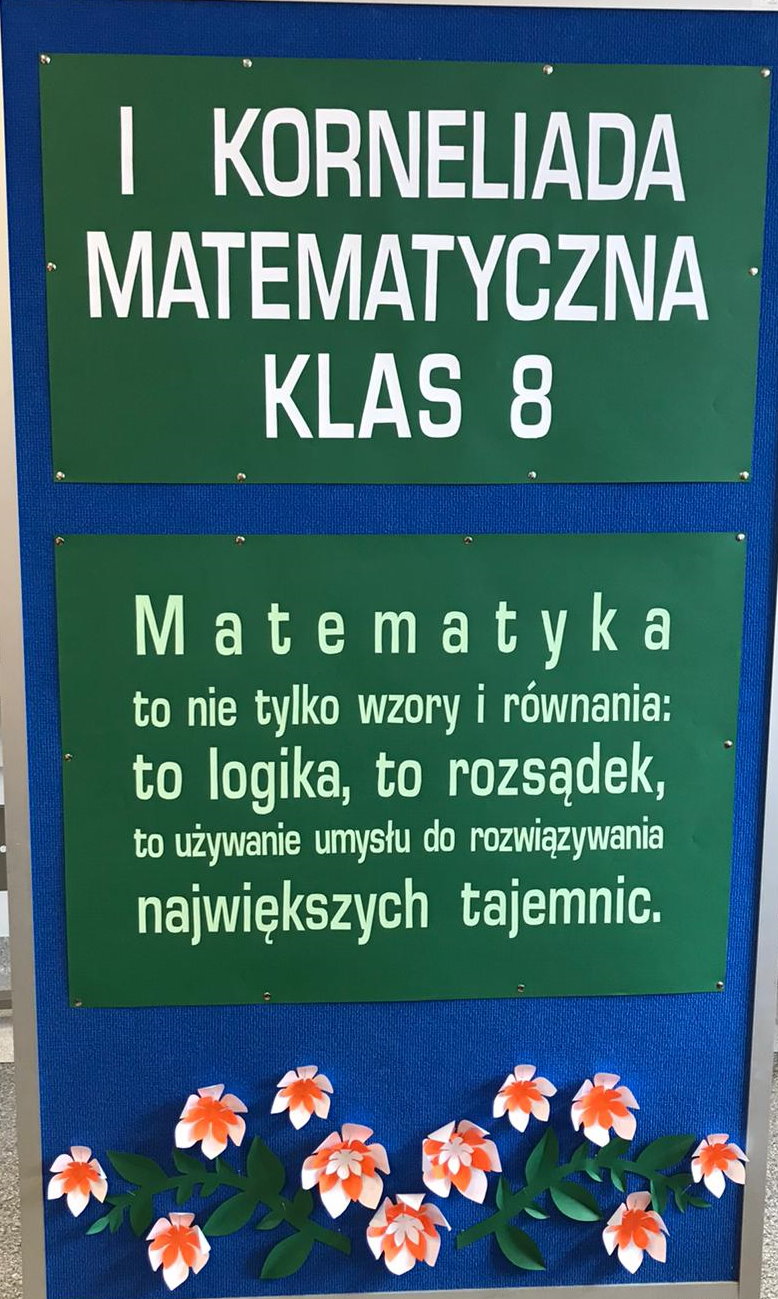 I KORNELIADA
MATEMATYCZNA
KLAS 8
Matematyka
to nie tylko wzory i równania:
to logika, to rozsądek,
to używanie umysłu do rozwiązywania
największych tajemnic.